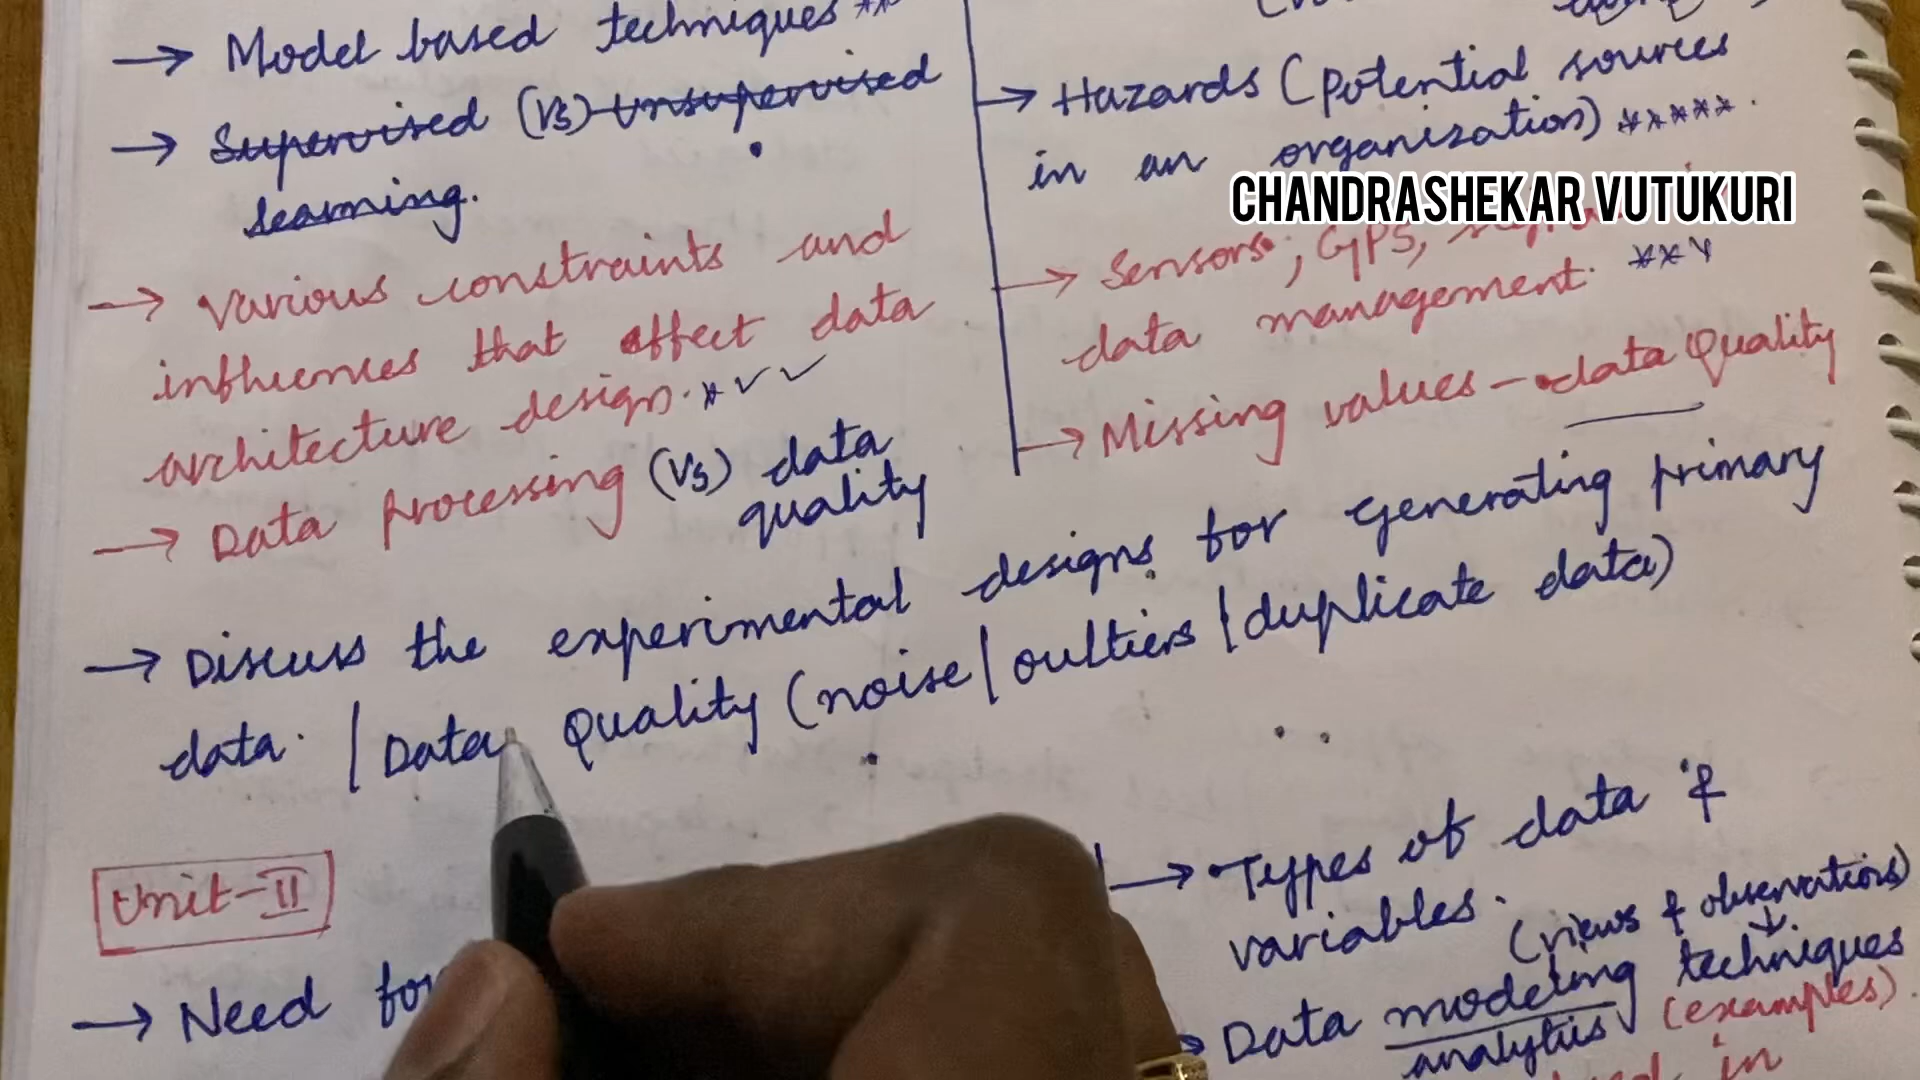 → Model based techniques **
→ Supervised (Vs) unsupervised
learning.
→ various constraints and
influences that affect data
architecture design. * ✓ ✓
→ Data processing (Vs) data
quality
→ Hazards (potential sources
in an organization) *****.
CHANDRASHEKAR VUTUKURI
→ Sensors, GPS,
data management.
→ Missing values - data Quality
→ Discuss the experimental designs for generating primary
data. / Data Quality (noise / oultiers / duplicate data)
Unit-II
→ Need for
→ Types of data &
variables.
(views & observations)
Data modeling techniques
analytics (examples).
in